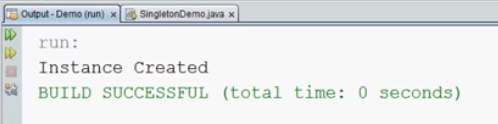 Output - Demo (run) x SingletonDemo.java x
run:
Instance Created
BUILD SUCCESSFUL (total time: 0 seconds)